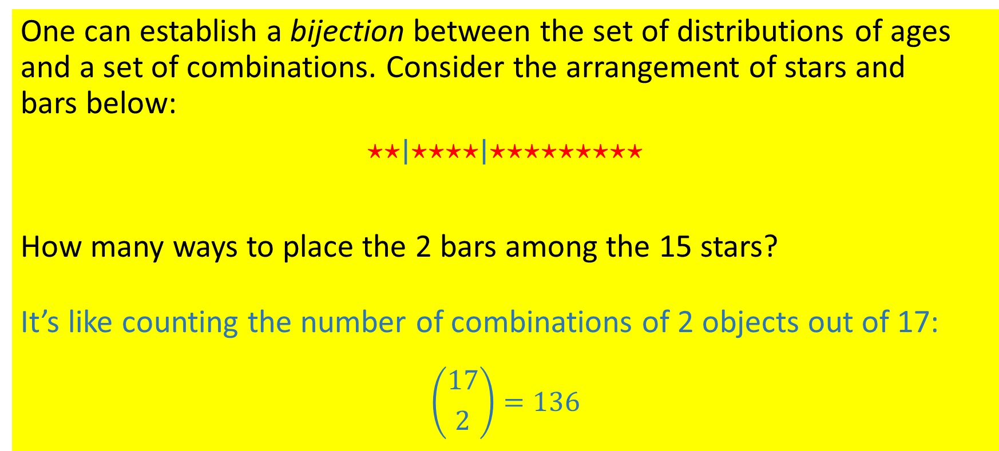 One can establish a bijection between the set of distributions of ages
and a set of combinations. Consider the arrangement of stars and
bars below:
★★|★★★★|★★★★★★★★★
How many ways to place the 2 bars among the 15 stars?
It’s like counting the number of combinations of 2 objects out of 17:
(17
2) = 136